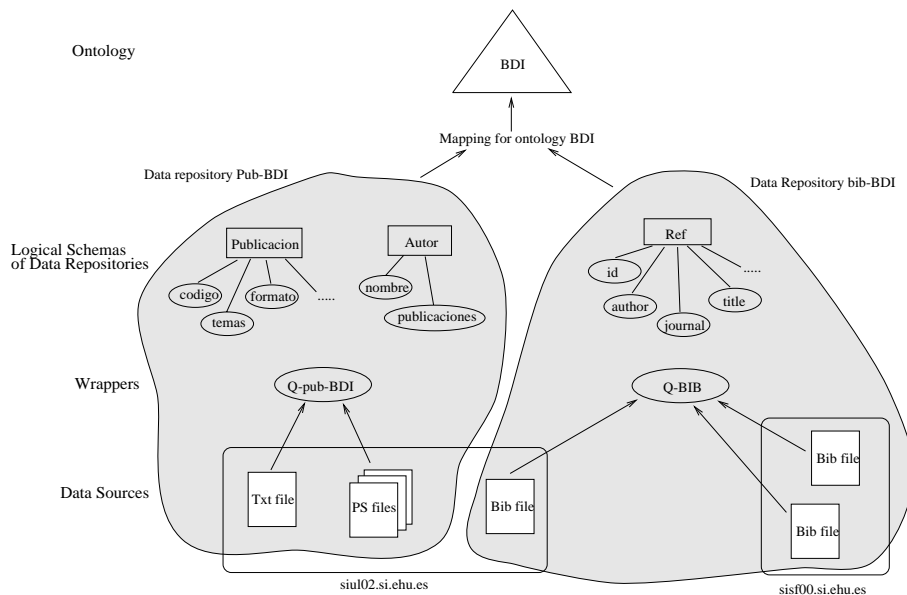 Ontology
BDI
Mapping for ontology BDI
Data repository Pub-BDI
Data Repository bib-BDI
Logical Schemas
of Data Repositories
Publicacion
Autor
Ref
codigo
temas
formato
.....
nombre
publicaciones
id
author
journal
title
.....
Wrappers
Q-pub-BDI
Q-BIB
Data Sources
Txt file
PS files
Bib file
Bib file
Bib file
siul02.si.ehu.es
sisf00.si.ehu.es